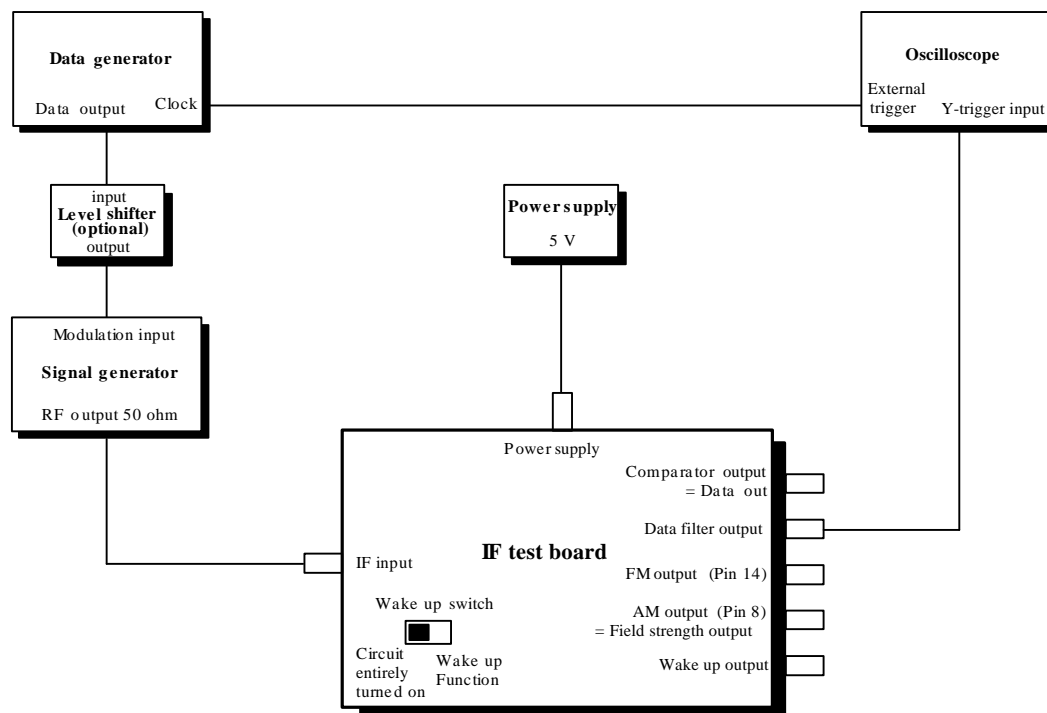 Data generator
Data output
Clock
Oscilloscope
External
trigger
Y-trigger input
input
Level shifter
(optional)
output
Power supply
5 V
Modulation input
Signal generator
RF output 50 ohm
Power supply
Comparator output
= Data out
Data filter output
IF test board
IF input
FM output (Pin 14)
Wake up switch
AM output (Pin 8)
= Field strength output
Circuit
entirely
turned on
Wake up
Function
Wake up output